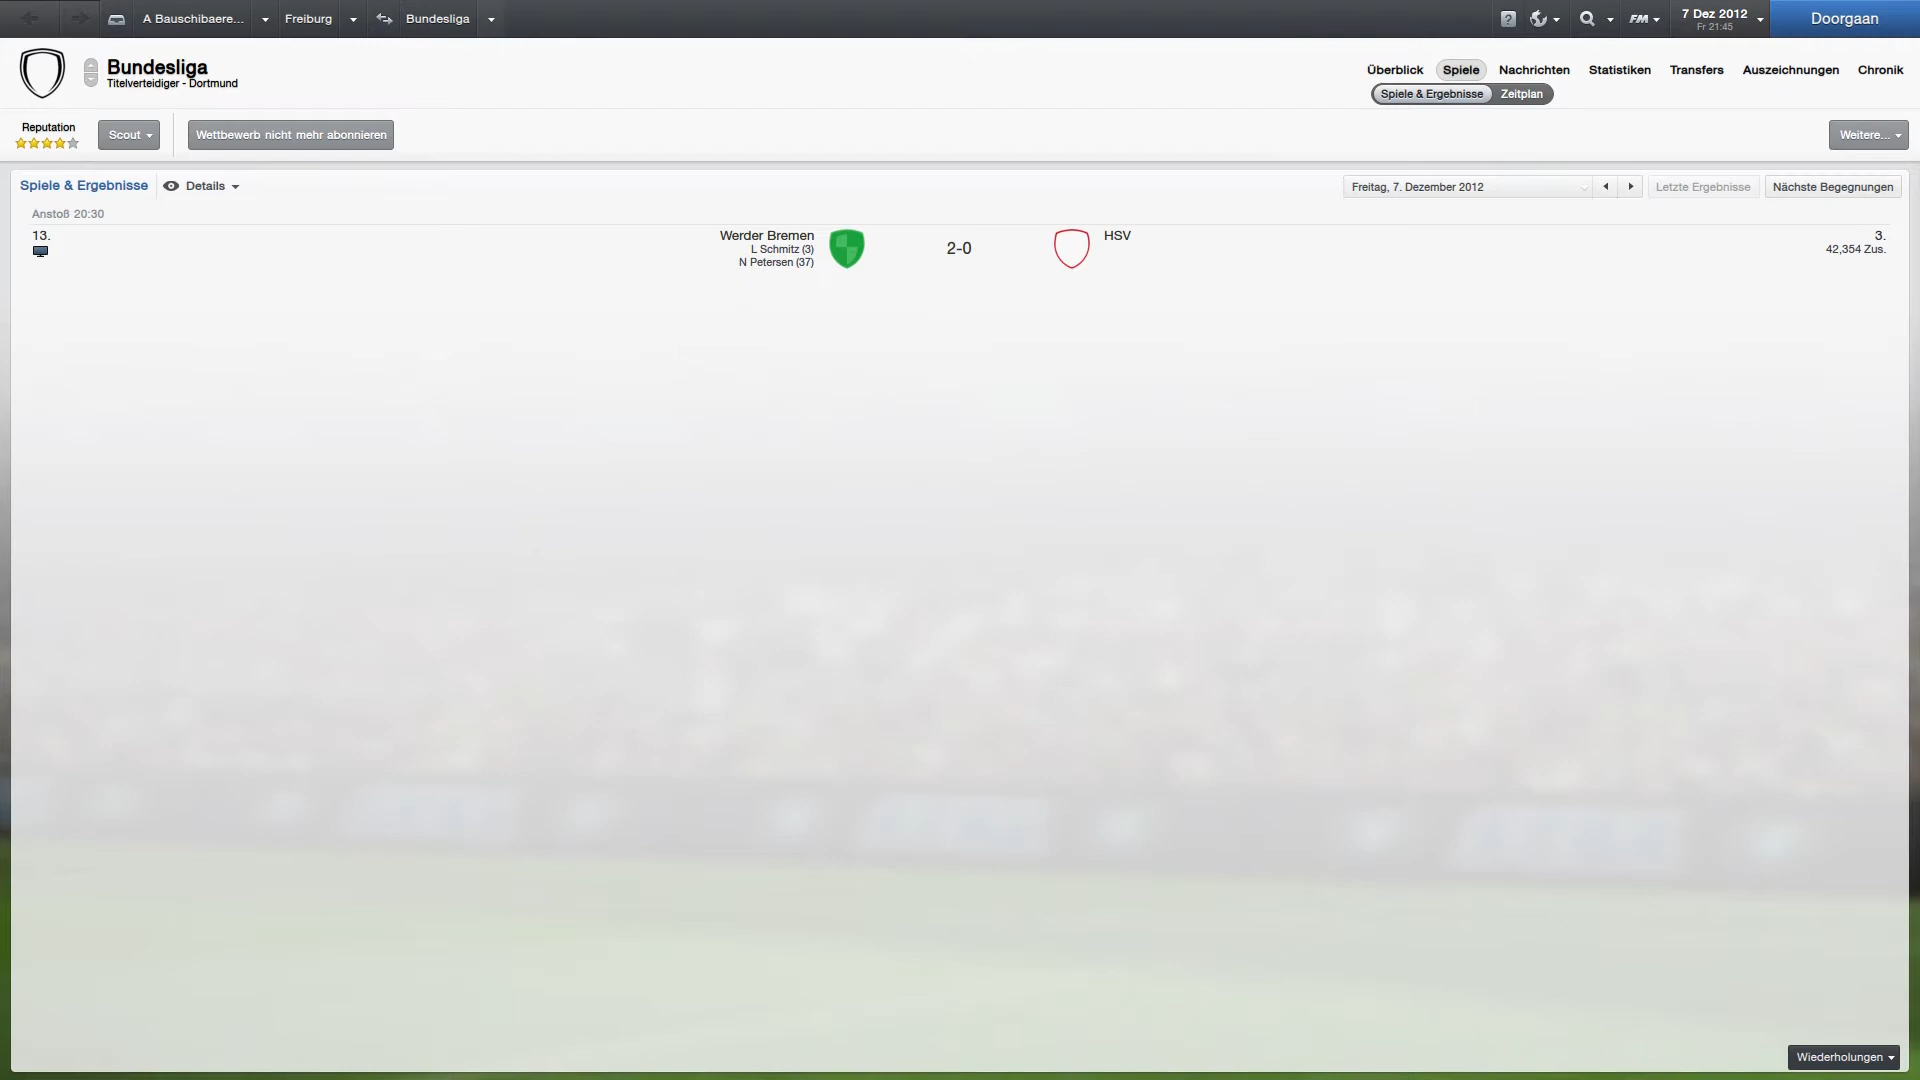 A Bauschibaere...
Freiburg
Bundesliga
?
FM
7 Dez 2012
Fr 21:45
Doorgaan
Bundesliga
Titelverteidiger - Dortmund
Überblick
Spiele
Nachrichten
Statistiken
Transfers
Auszeichnungen
Chronik
Spiele & Ergebnisse
Zeitplan
Reputation
Scout
Wettbewerb nicht mehr abonnieren
Weitere...
Spiele & Ergebnisse
Details
Freitag, 7. Dezember 2012
Letzte Ergebnisse
Nächste Begegnungen
Anstoß 20:30
13.
Werder Bremen
L Schmitz (3)
N Petersen (37)
2-0
HSV
3.
42,354 Zus.
Wiederholungen